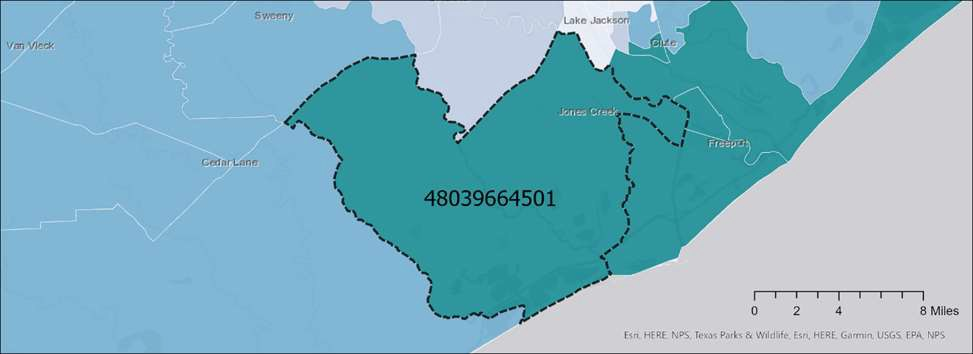 Sweeny
Lake Jackson
Van Vleck
Clute
Jones Creek
Freeport
Cedar Lane
48039664501
0 2 4 8 Miles
Esri, HERE, NPS, Texas Parks & Wildlife, Esri, HERE, Garmin, USGS, EPA, NPS